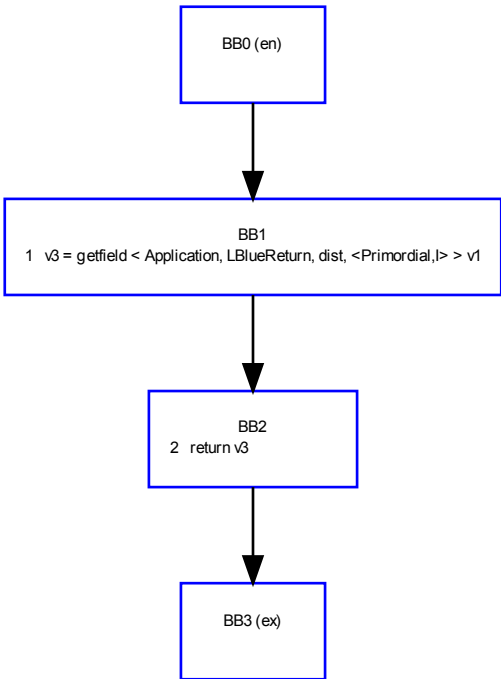 BB0 (en)
BB1
1 v3 = getfield < Application, LBlueReturn, dist, <Primordial,I> > v1
BB2
2 return v3
BB3 (ex)